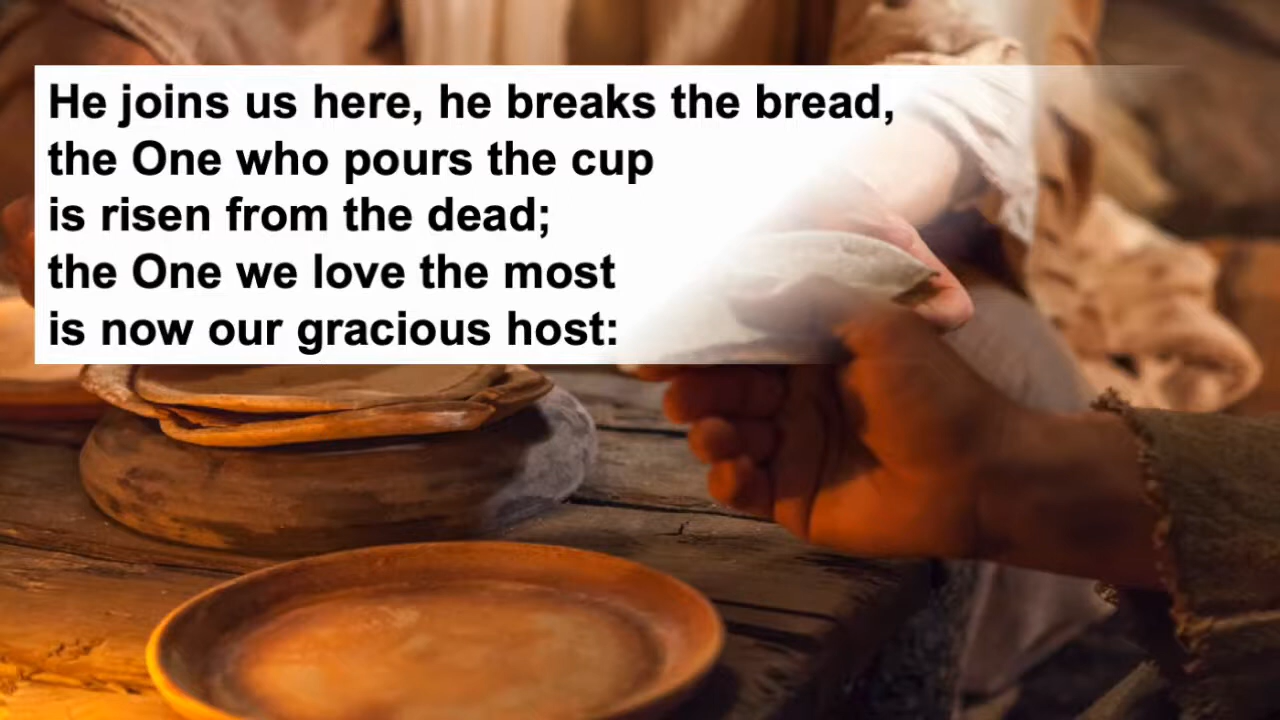 He joins us here, he breaks the bread,
the One who pours the cup
is risen from the dead;
the One we love the most
is now our gracious host: